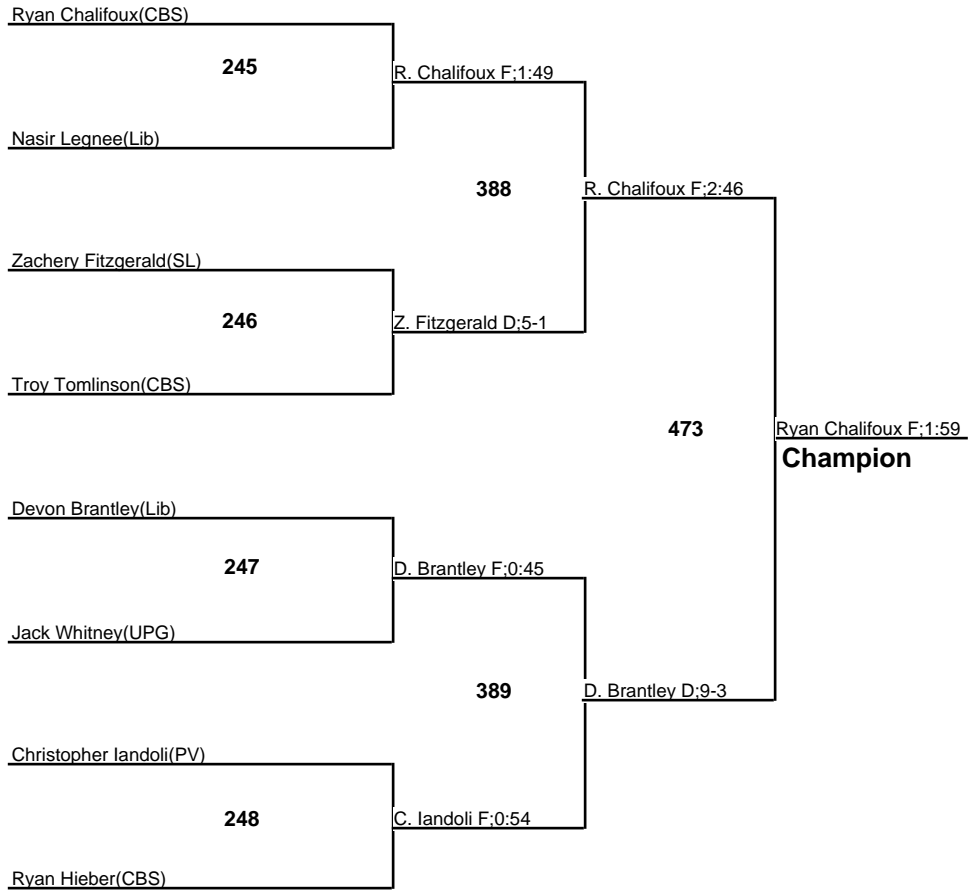 Ryan Chalifoux(CBS)
245
R. Chalifoux F;1:49
Nasir Legnee(Lib)
388
R. Chalifoux F;2:46
Zachery Fitzgerald(SL)
246
Z. Fitzgerald D;5-1
Troy Tomlinson(CBS)
473
Ryan Chalifoux F;1:59
Champion
Devon Brantley(Lib)
247
D. Brantley F;0:45
Jack Whitney(UPG)
389
D. Brantley D;9-3
Christopher Iandoli(PV)
248
C. Iandoli F;0:54
Ryan Hieber(CBS)